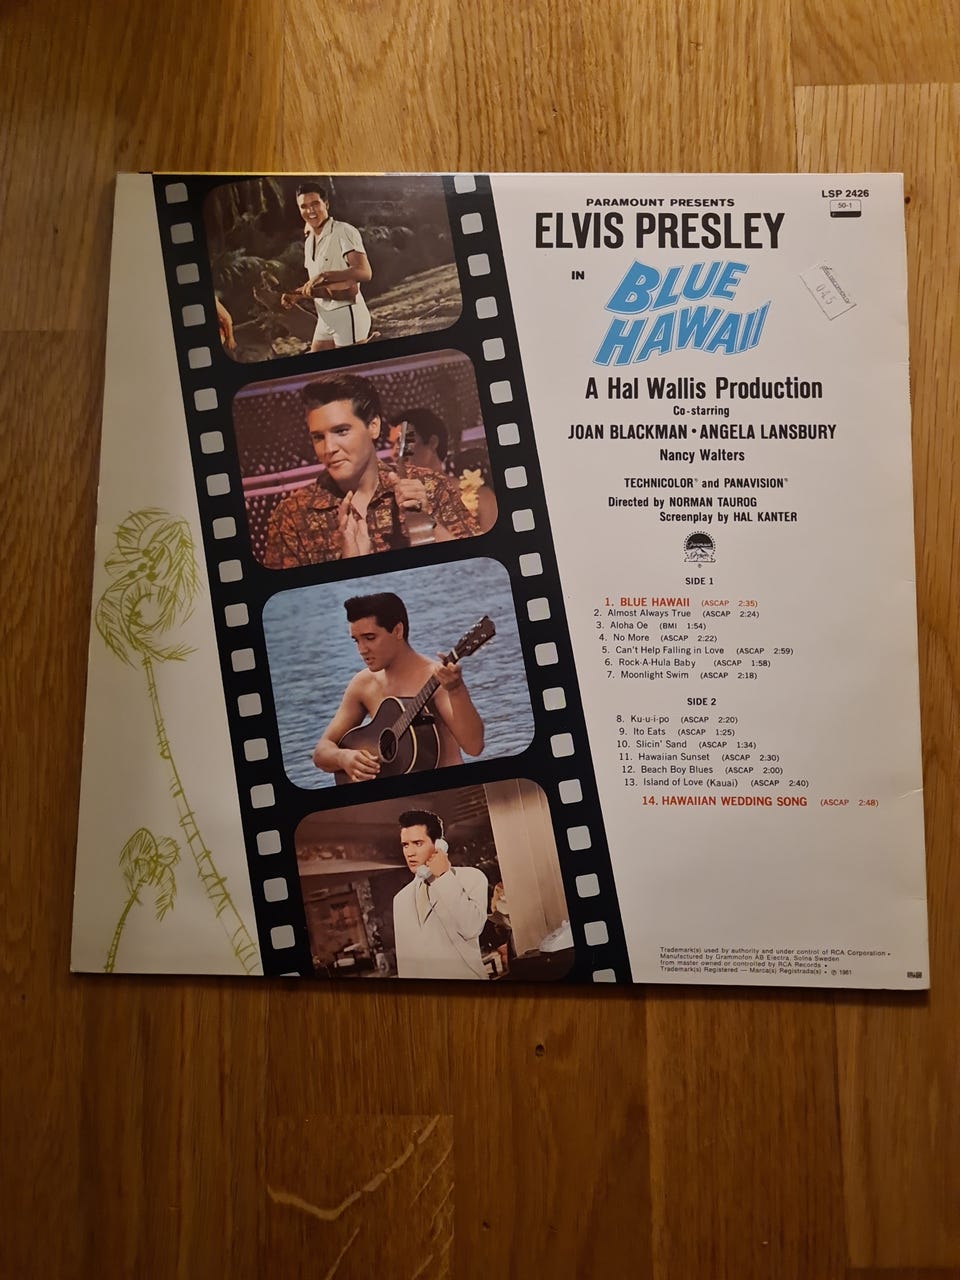 LSP 2426
50-1
PARAMOUNT PRESENTS
ELVIS PRESLEY
IN
BLUE
HAWAII
045
A Hal Wallis Production
Co-starring
JOAN BLACKMAN • ANGELA LANSBURY
Nancy Walters
TECHNICOLOR® and PANAVISION®
Directed by NORMAN TAUROG
Screenplay by HAL KANTER
Paramount
®
SIDE 1
1. BLUE HAWAII (ASCAP 2:35)
2. Almost Always True (ASCAP 2:24)
3. Aloha Oe (BMI 1:54)
4. No More (ASCAP 2:22)
5. Can't Help Falling in Love (ASCAP 2:59)
6. Rock-A-Hula Baby (ASCAP 1:58)
7. Moonlight Swim (ASCAP 2:18)
SIDE 2
8. Ku-u-i-po (ASCAP 2:20)
9. Ito Eats (ASCAP 1:25)
10. Slicin' Sand (ASCAP 1:34)
11. Hawaiian Sunset (ASCAP 2:30)
12. Beach Boy Blues (ASCAP 2:00)
13. Island of Love (Kauai) (ASCAP 2:40)
14. HAWAIIAN WEDDING SONG (ASCAP 2:48)
Trademark(s) used by authority and under control of RCA Corporation •
Manufactured by Grammofon AB Electra, Solna Sweden
from master owned or controlled by RCA Records •
Trademark(s) Registered — Marca(s) Registrada(s) • ℗ 1961